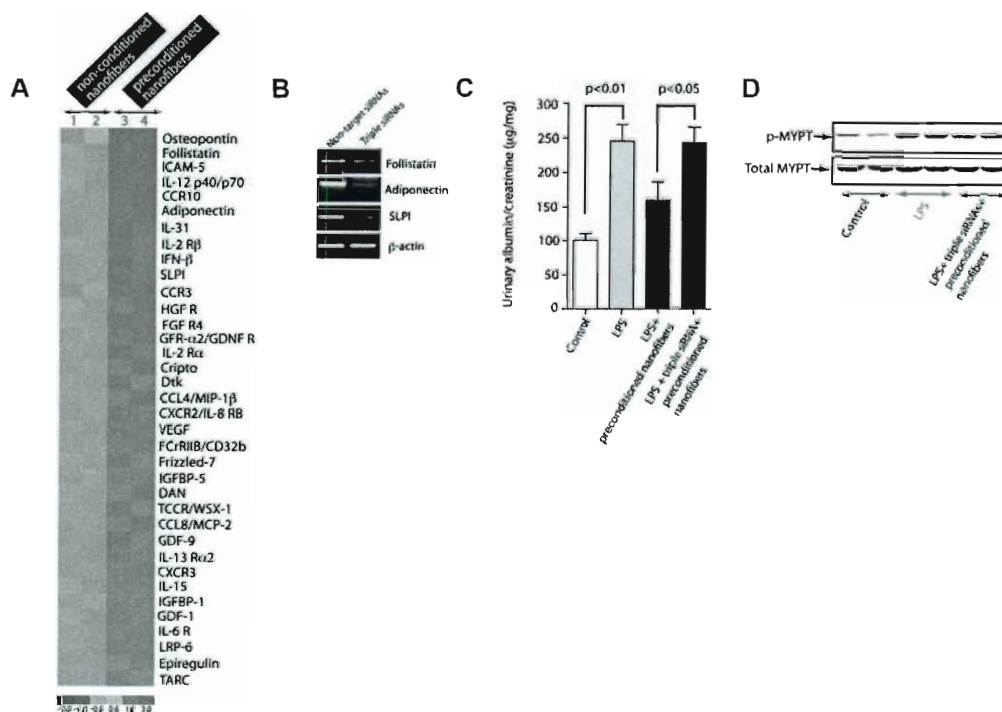 A
non-conditioned
nanofibers
preconditioned
nanofibers
1 2 3 4
Osteopontin
Follistatin
ICAM-5
IL-12 p40/p70
CCR10
Adiponectin
IL-31
IL-2 Rβ
IFN-β
SLPI
CCR3
HGF R
FGF R4
GFR-α2/GDNF R
IL-2 Rα
Cripto
Dtk
CCL4/MIP-1β
CXCR2/IL-8 RB
VEGF
FCrRIIB/CD32b
Frizzled-7
IGFBP-5
DAN
TCCR/WSX-1
CCL8/MCP-2
GDF-9
IL-13 Rα2
CXCR3
IL-15
IGFBP-1
GDF-1
IL-6 R
LRP-6
Epiregulin
TARC
B
Non-target siRNAs
Triple siRNAs
Follistatin
Adiponectin
SLPI
β-actin
C
p<0.01
p<0.05
Urinary albumin/creatinine (μg/mg)
300
250
200
150
100
50
0
Control
LPS
LPS+
preconditioned nanofibers
LPS + triple siRNA+
preconditioned
nanofibers
D
p-MYPT
Total MYPT
Control
LPS
LPS+ triple siRNAs+
preconditioned
nanofibers